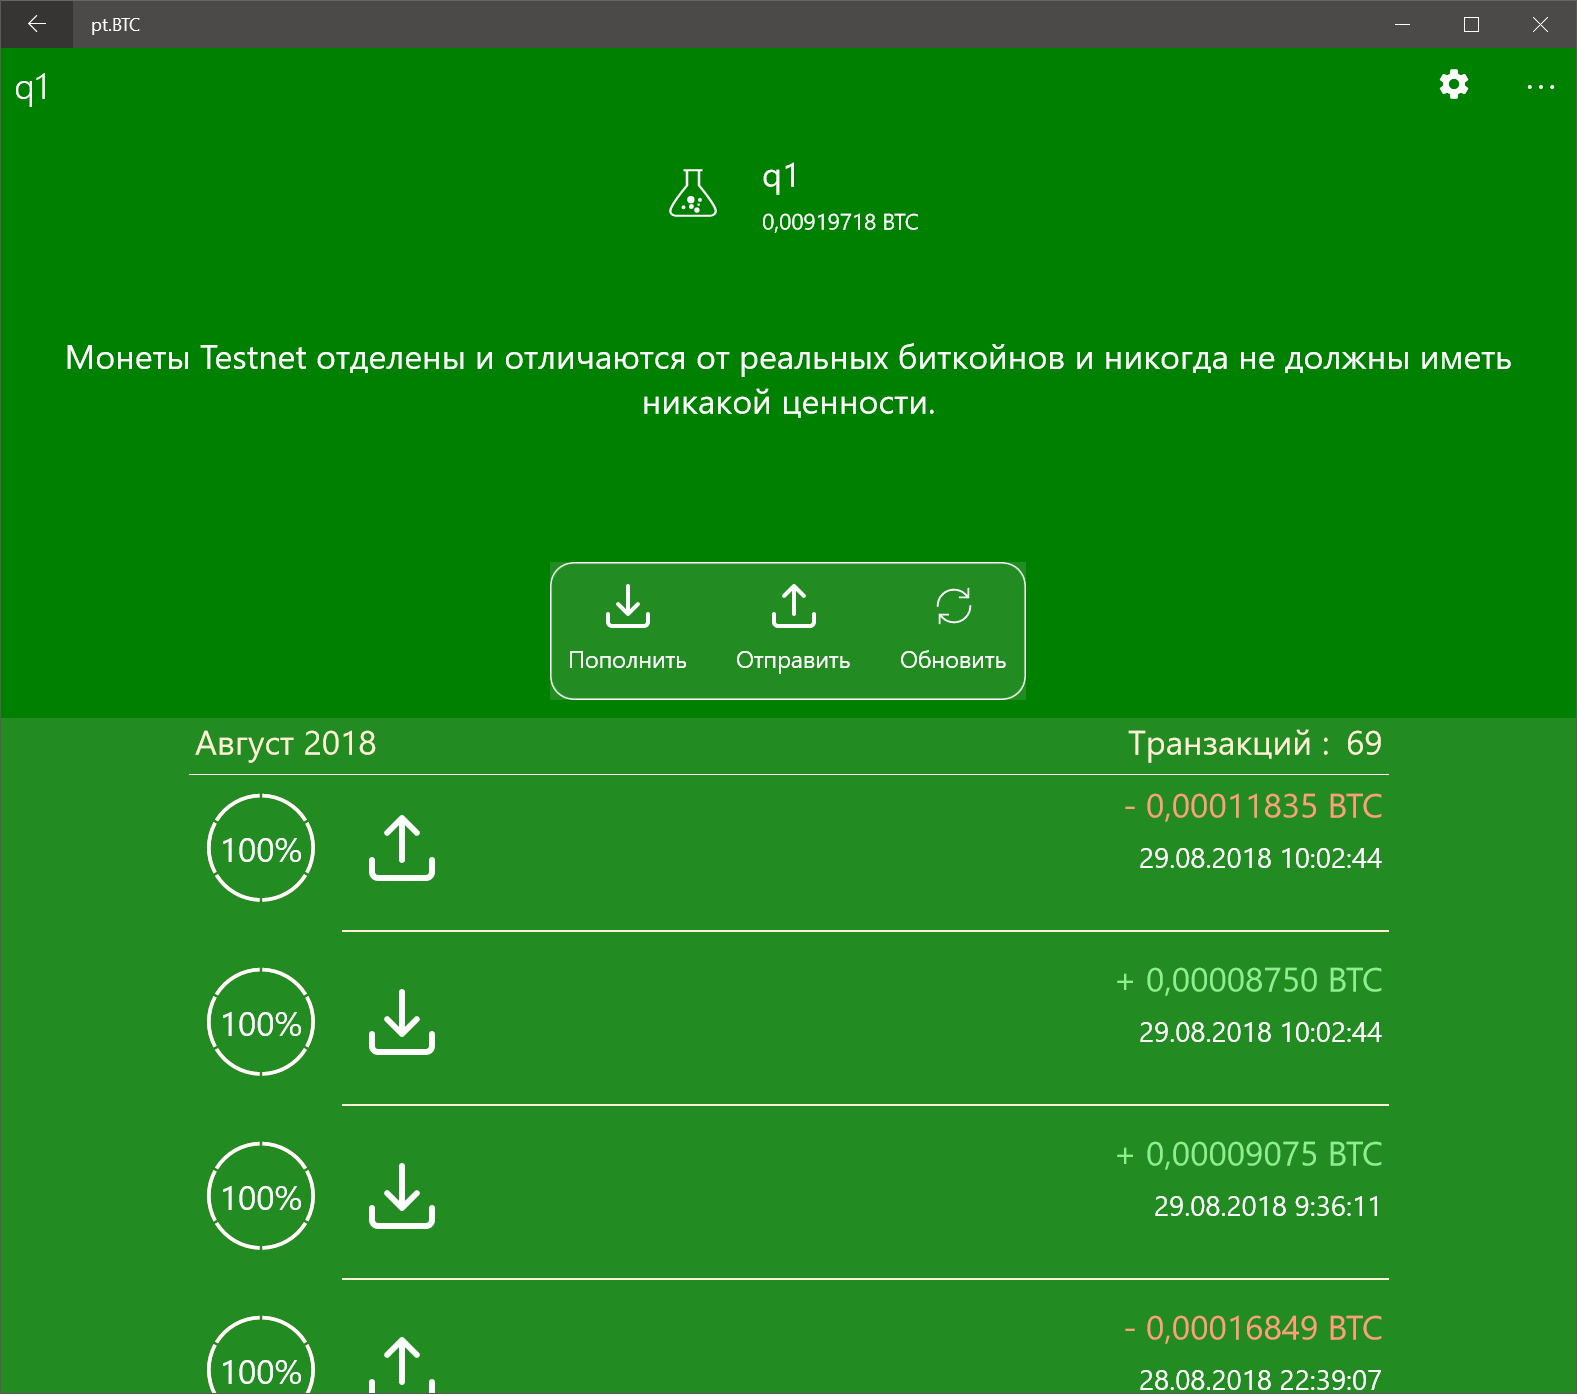 pt.BTC
q1
q1
0,00919718 BTC
Монеты Testnet отделены и отличаются от реальных биткойнов и никогда не должны иметь
никакой ценности.
Пополнить Отправить Обновить
Август 2018 Транзакций : 69
100% - 0,00011835 BTC
29.08.2018 10:02:44
100% + 0,00008750 BTC
29.08.2018 10:02:44
100% + 0,00009075 BTC
29.08.2018 9:36:11
100% - 0,00016849 BTC
28.08.2018 22:39:07